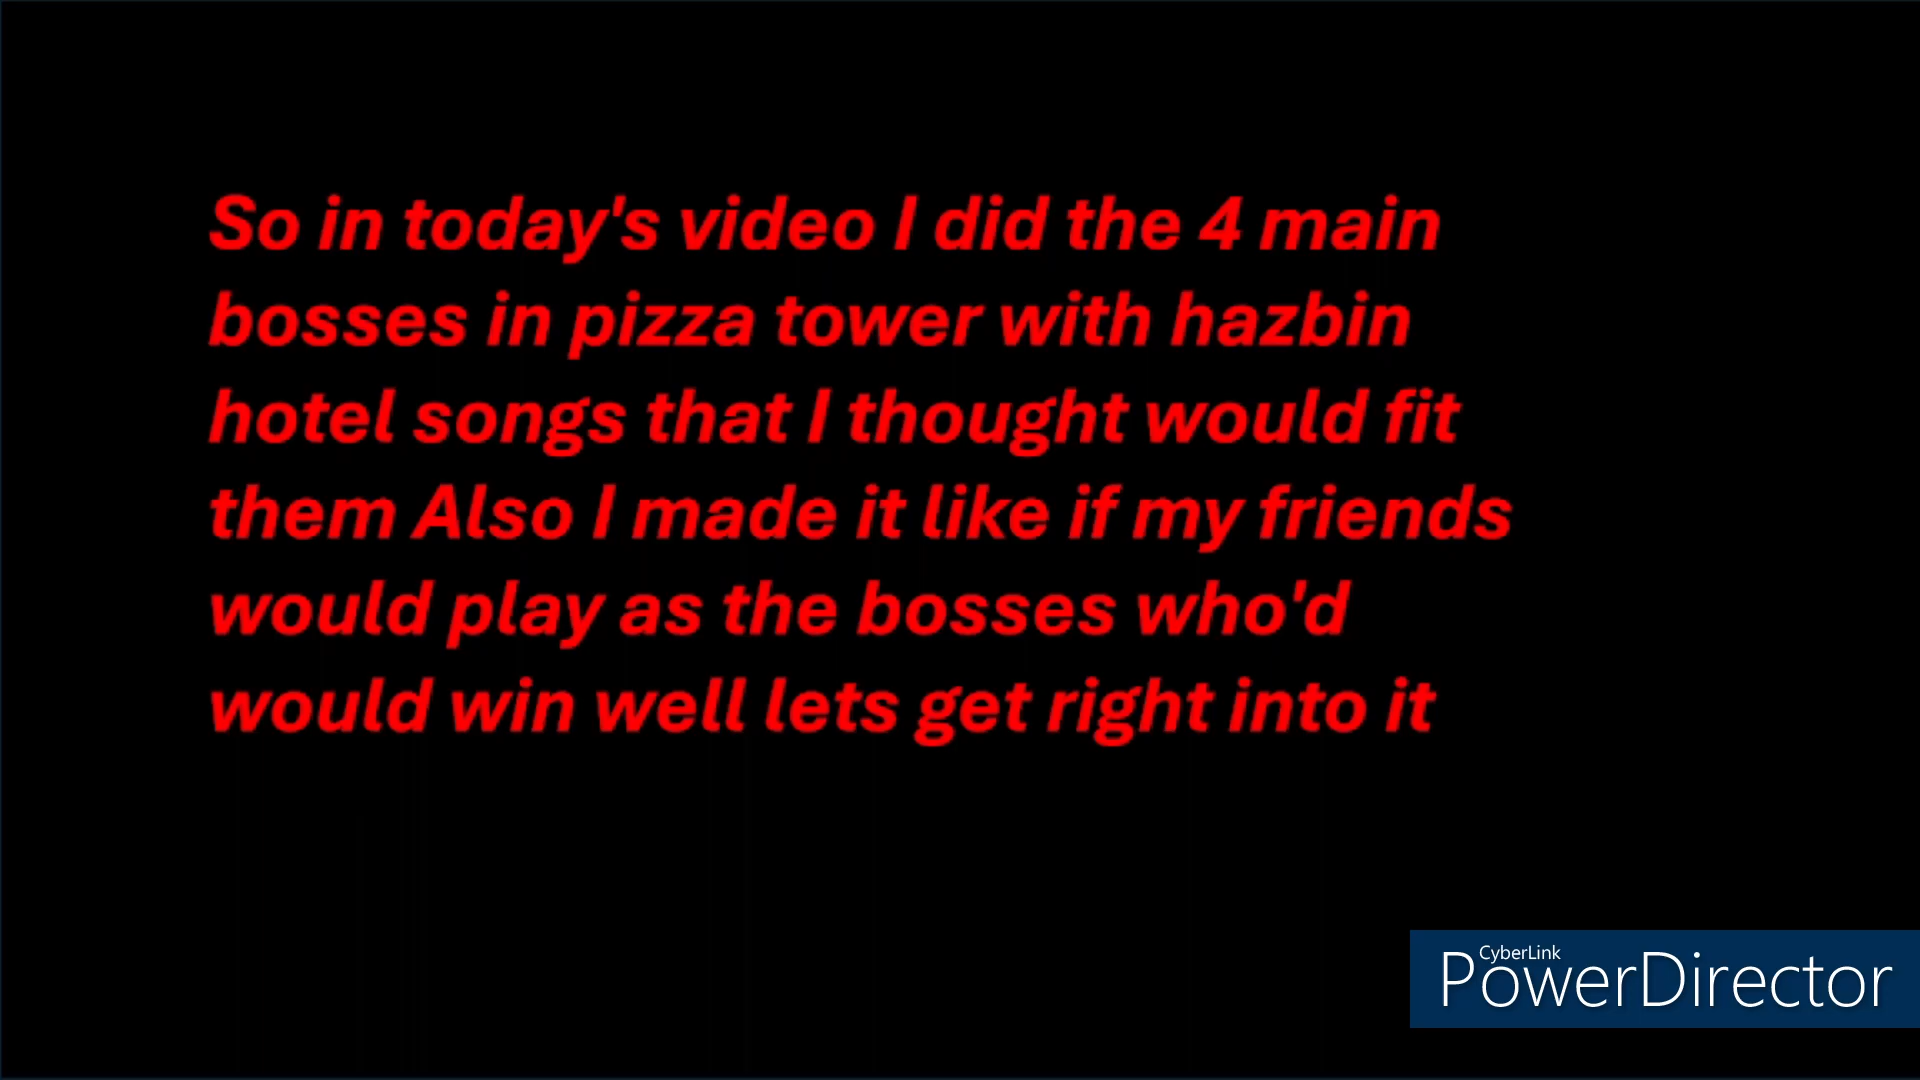 So in today's video I did the 4 main
bosses in pizza tower with hazbin
hotel songs that I thought would fit
them Also I made it like if my friends
would play as the bosses who'd
would win well lets get right into it
CyberLink
PowerDirector